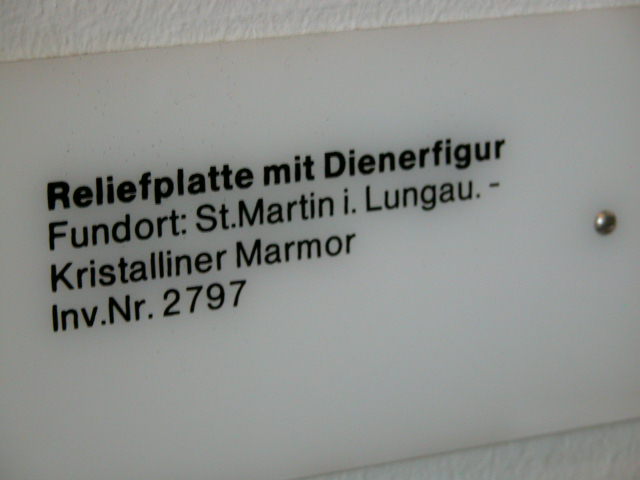 Reliefplatte mit Dienerfigur
Fundort: St.Martin i. Lungau. -
Kristalliner Marmor
Inv.Nr. 2797